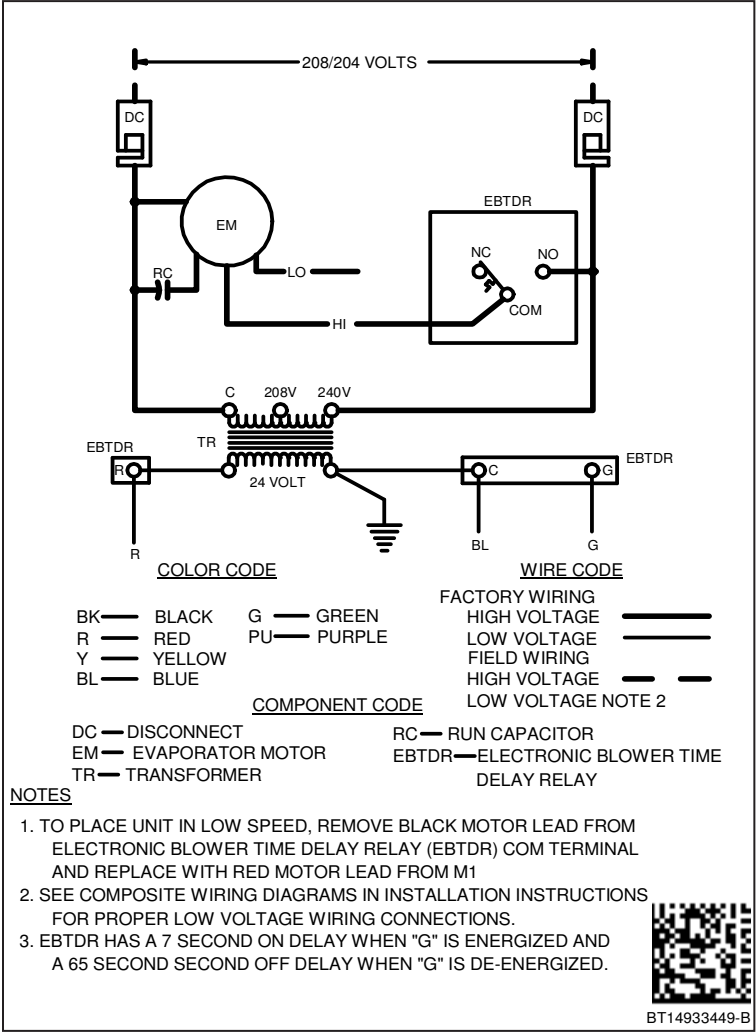 208/204 VOLTS
DC
DC
EM
EBTDR
NC
NO
COM
RC
LO
HI
C 208V 240V
TR
EBTDR
R
24 VOLT
C
G
EBTDR
R
BL
G
COLOR CODE
BK BLACK
R RED
Y YELLOW
BL BLUE
G GREEN
PU PURPLE
WIRE CODE
FACTORY WIRING
HIGH VOLTAGE
LOW VOLTAGE
FIELD WIRING
HIGH VOLTAGE
LOW VOLTAGE NOTE 2
COMPONENT CODE
DC DISCONNECT
EM EVAPORATOR MOTOR
TR TRANSFORMER
RC RUN CAPACITOR
EBTDR ELECTRONIC BLOWER TIME
DELAY RELAY
NOTES
1. TO PLACE UNIT IN LOW SPEED, REMOVE BLACK MOTOR LEAD FROM
ELECTRONIC BLOWER TIME DELAY RELAY (EBTDR) COM TERMINAL
AND REPLACE WITH RED MOTOR LEAD FROM M1
2. SEE COMPOSITE WIRING DIAGRAMS IN INSTALLATION INSTRUCTIONS
FOR PROPER LOW VOLTAGE WIRING CONNECTIONS.
3. EBTDR HAS A 7 SECOND ON DELAY WHEN "G" IS ENERGIZED AND
A 65 SECOND SECOND OFF DELAY WHEN "G" IS DE-ENERGIZED.
BT14933449-B